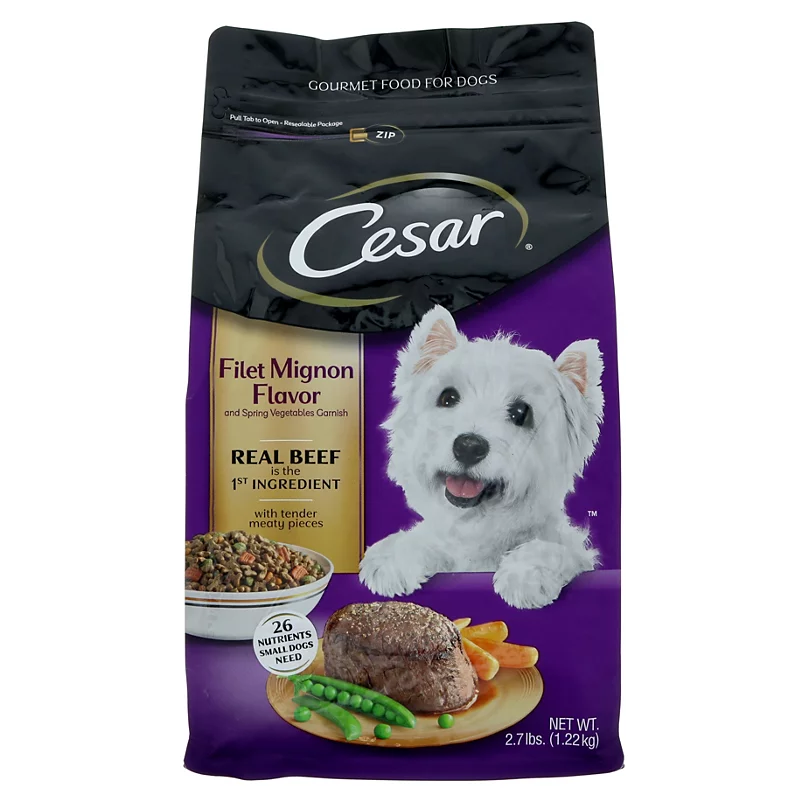 GOURMET FOOD FOR DOGS
Pull Tab to Open - Resealable Package
ZIP
Cesar®
Filet Mignon
Flavor
and Spring Vegetables Garnish
REAL BEEF
is the
1ST INGREDIENT
with tender
meaty pieces
TM
26
NUTRIENTS
SMALL DOGS
NEED
NET WT.
2.7 lbs. (1.22 kg)